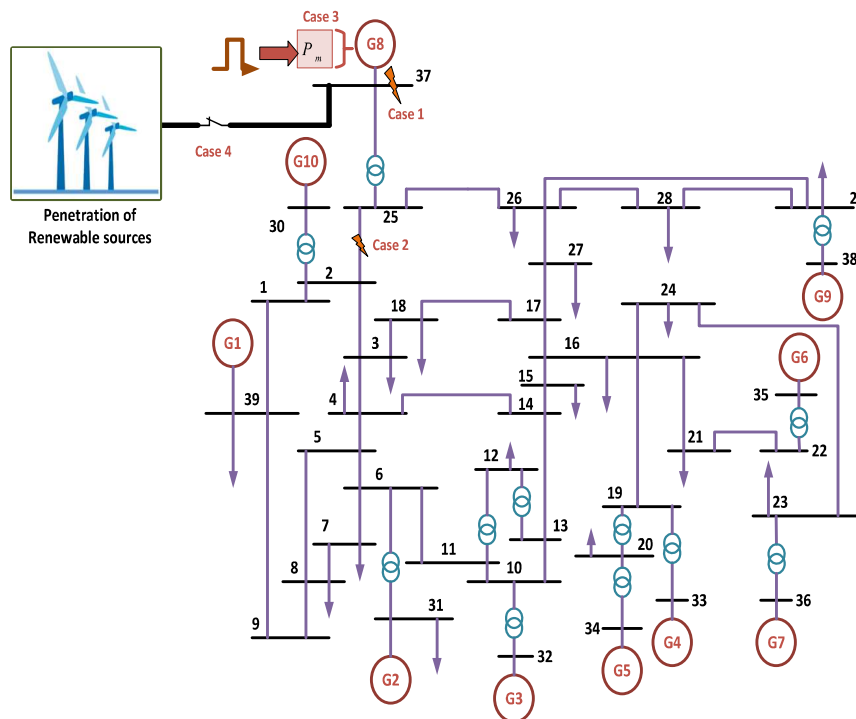 Case 3
G8
P m
37
Case 1
Case 4
G10
Penetration of
Renewable sources
30
25
26
28
2
Case 2
38
G9
27
24
2
1
18
17
G1
3
16
G6
15
35
39
4
14
5
21
22
12
6
19
23
7
13
20
11
10
8
9
31
33
36
34
32
G2
G3
G5
G4
G7